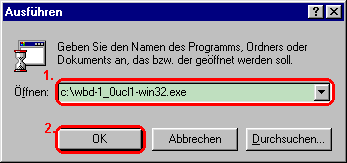 Ausführen
Geben Sie den Namen des Programms, Ordners oder
Dokuments an, das bzw. der geöffnet werden soll.
1.
Öffnen: c:\wbd-1_0ucl1-win32.exe
2.
OK Abbrechen Durchsuchen...